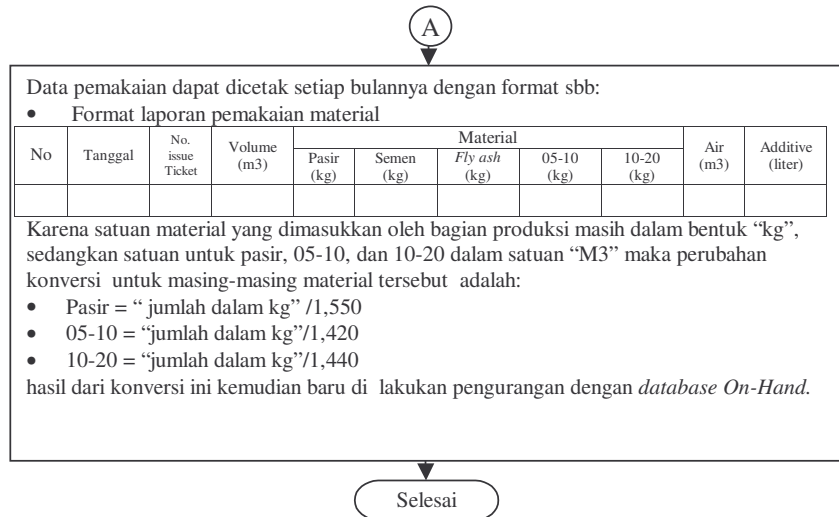 A
Data pemakaian dapat dicetak setiap bulannya dengan format sbb:
• Format laporan pemakaian material
No Tanggal No. issue Ticket Volume (m3) Material Air (m3) Additive (liter)
Pasir (kg) Semen (kg) Fly ash (kg) 05-10 (kg) 10-20 (kg)
Karena satuan material yang dimasukkan oleh bagian produksi masih dalam bentuk “kg”,
sedangkan satuan untuk pasir, 05-10, dan 10-20 dalam satuan “M3” maka perubahan
konversi untuk masing-masing material tersebut adalah:
• Pasir = “ jumlah dalam kg” /1,550
• 05-10 = “jumlah dalam kg”/1,420
• 10-20 = “jumlah dalam kg”/1,440
hasil dari konversi ini kemudian baru di lakukan pengurangan dengan database On-Hand.
Selesai